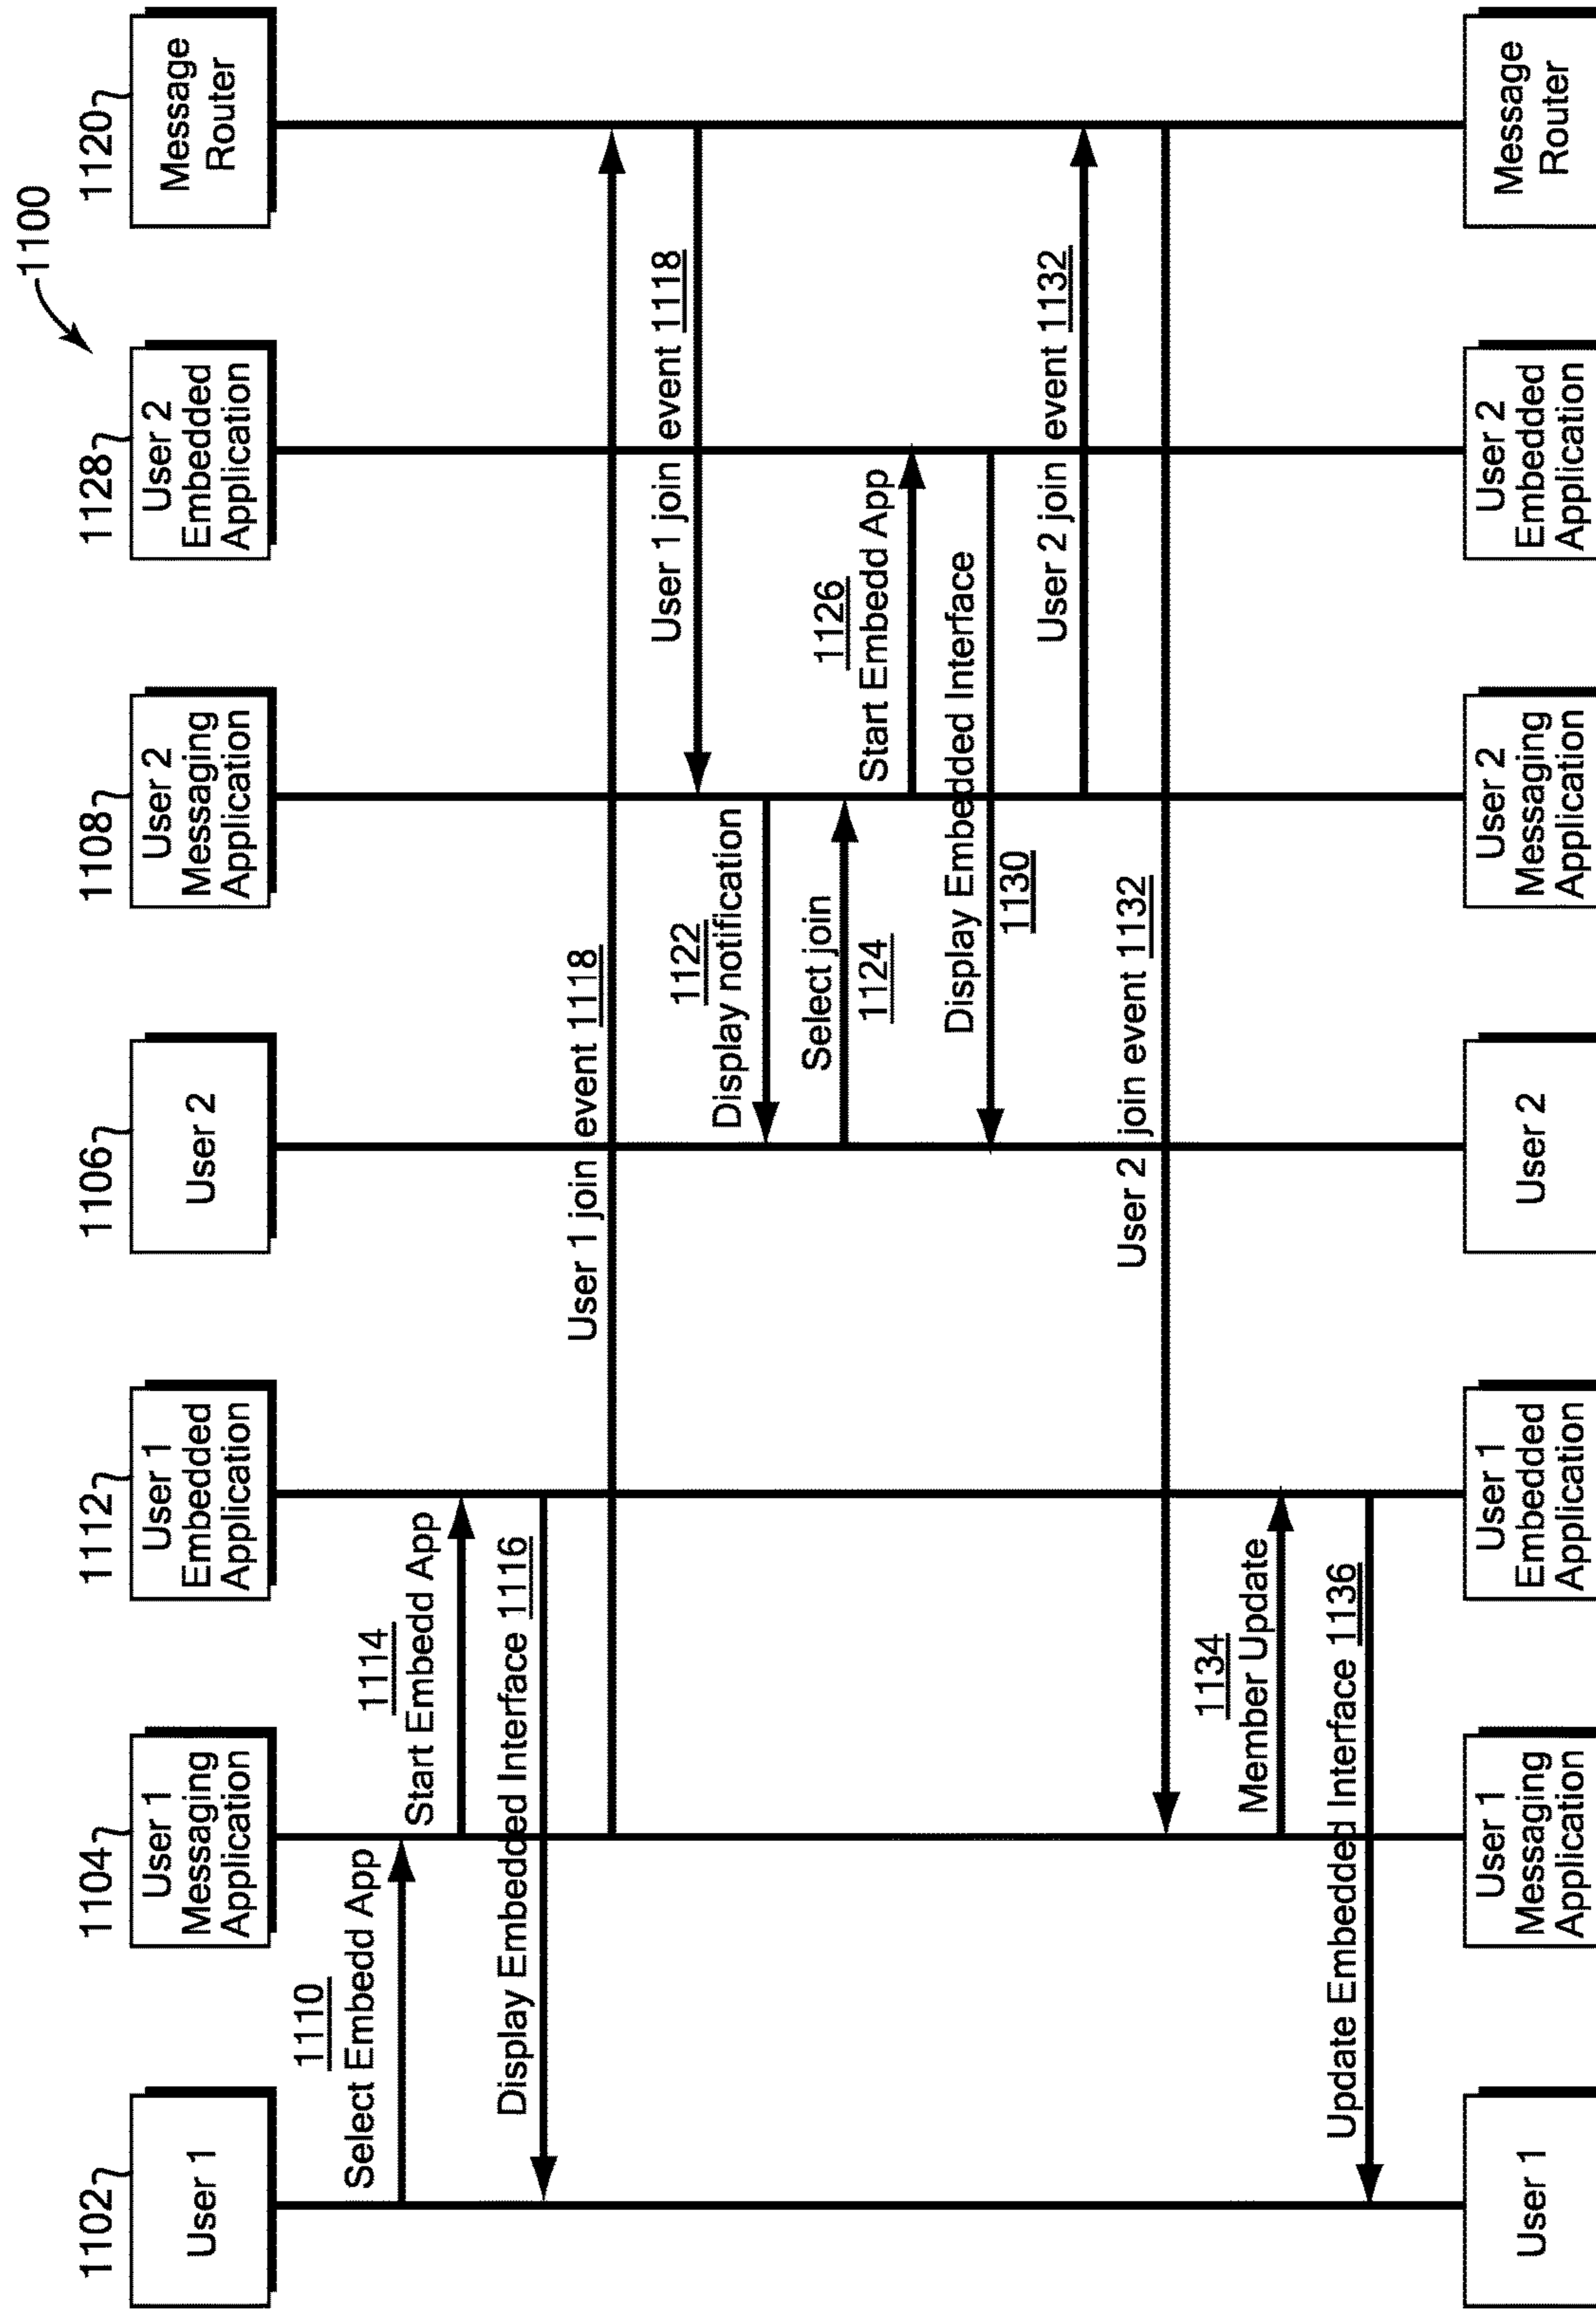 1100
1102
User 1
1104
User 1
Messaging
Application
1112
User 1
Embedded
Application
1106
User 2
1108
User 2
Messaging
Application
1128
User 2
Embedded
Application
1120
Message
Router
1110
Select Embedd App
1114
Start Embedd App
Display Embedded Interface 1116
User 1 join event 1118
User 1 join event 1118
1122
Display notification
Select join
1124
1126
Start Embedd App
Display Embedded Interface
1130
User 2 join event 1132
User 2 join event 1132
1134
Member Update
Update Embedded Interface 1136
User 1
User 1
Messaging
Application
User 1
Embedded
Application
User 2
User 2
Messaging
Application
User 2
Embedded
Application
Message
Router